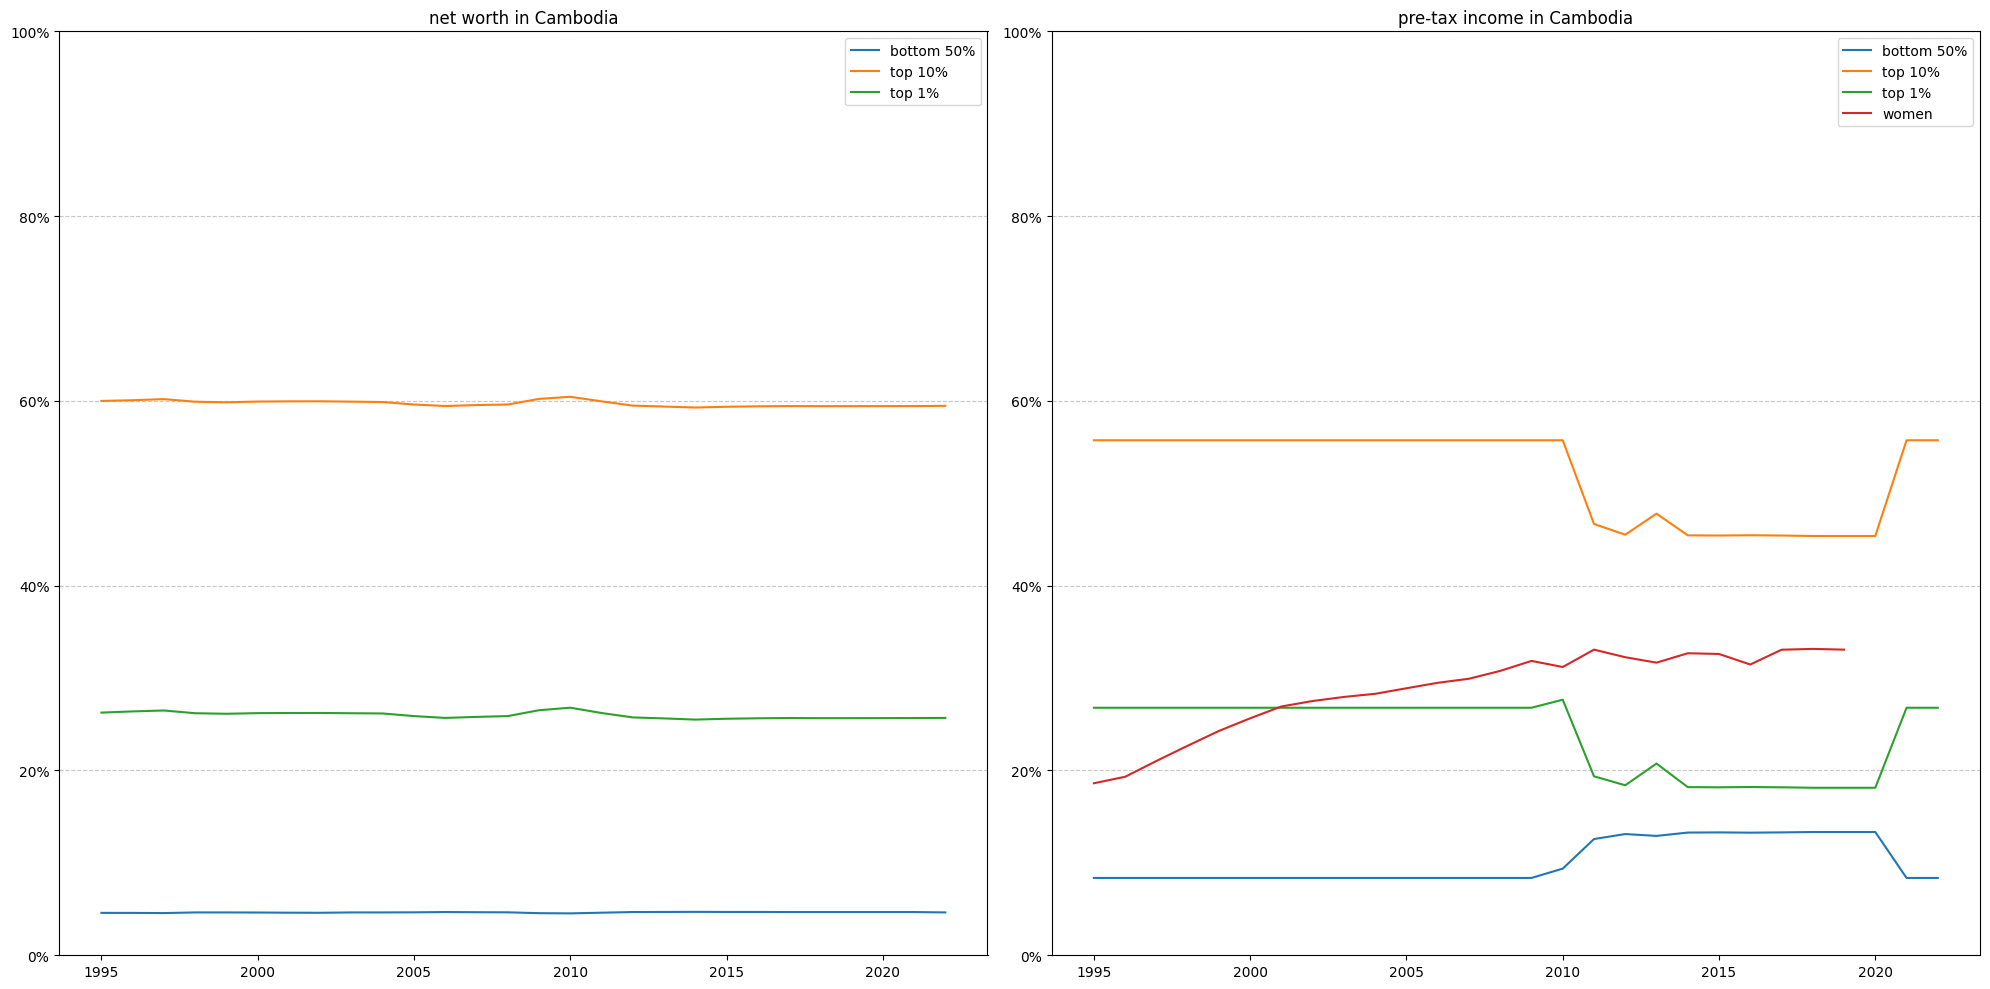 net worth in Cambodia
100%
80%
60%
40%
20%
0%
1995 2000 2005 2010 2015 2020
bottom 50%
top 10%
top 1%
pre-tax income in Cambodia
100%
80%
60%
40%
20%
0%
1995 2000 2005 2010 2015 2020
bottom 50%
top 10%
top 1%
women